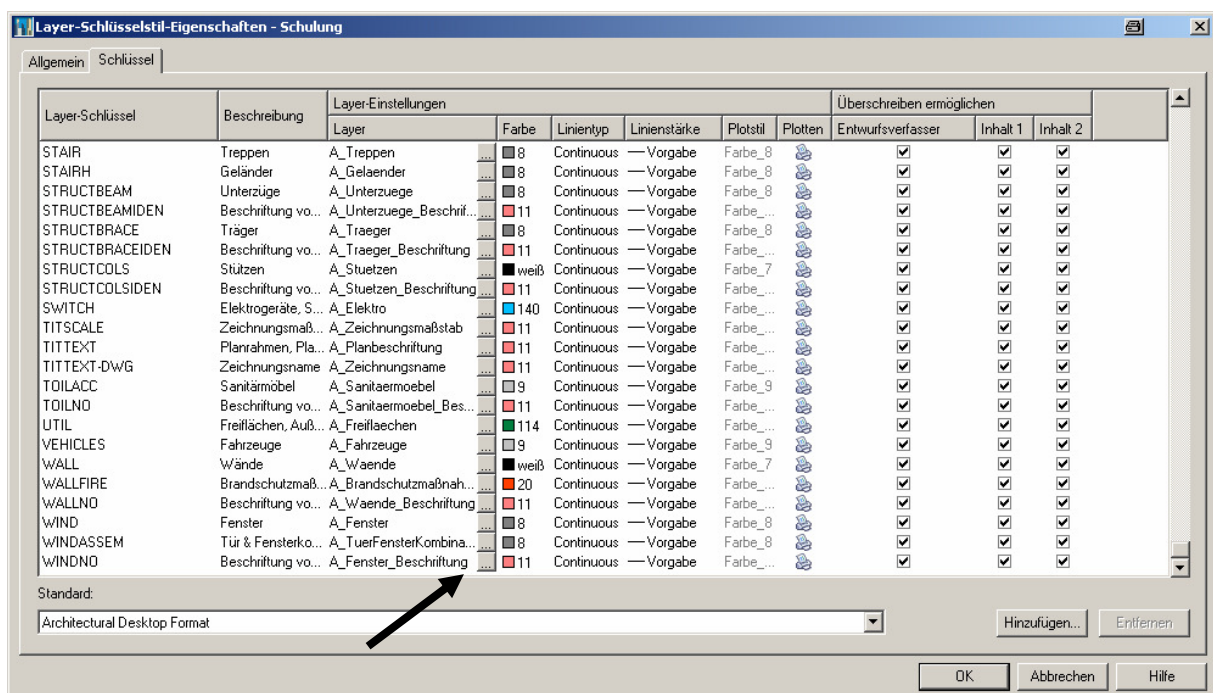 Layer-Schlüsselstil-Eigenschaften - Schulung
Allgemein Schlüssel
Layer-Schlüssel Beschreibung Layer-Einstellungen Überschreiben ermöglichen
Layer Farbe Linientyp Linienstärke Plotstil Plotten Entwurfsverfasser Inhalt 1 Inhalt 2
STAIR Treppen A_Treppen ... 8 Continuous Vorgabe Farbe_8
STAIRH Geländer A_Gelaender ... 8 Continuous Vorgabe Farbe_8
STRUCTBEAM Unterzüge A_Unterzuege ... 8 Continuous Vorgabe Farbe_8
STRUCTBEAMIDEN Beschriftung vo... A_Unterzuege_Beschrif... ... 11 Continuous Vorgabe Farbe_...
STRUCTBRACE Träger A_Traeger ... 8 Continuous Vorgabe Farbe_8
STRUCTBRACEIDEN Beschriftung vo... A_Traeger_Beschriftung ... 11 Continuous Vorgabe Farbe_...
STRUCTCOLS Stützen A_Stuetzen ... weiß Continuous Vorgabe Farbe_7
STRUCTCOLSIDEN Beschriftung vo... A_Stuetzen_Beschriftung ... 11 Continuous Vorgabe Farbe_...
SWITCH Elektrogeräte, S... A_Elektro ... 140 Continuous Vorgabe Farbe_...
TITSCALE Zeichnungsmaß... A_Zeichnungsmaßstab ... 11 Continuous Vorgabe Farbe_...
TITTEXT Planrahmen, Pla... A_Planbeschriftung ... 11 Continuous Vorgabe Farbe_...
TITTEXT-DWG Zeichnungsname A_Zeichnungsname ... 11 Continuous Vorgabe Farbe_...
TOILACC Sanitärmöbel A_Sanitaermoebel ... 9 Continuous Vorgabe Farbe_9
TOILNO Beschriftung vo... A_Sanitaermoebel_Bes... ... 11 Continuous Vorgabe Farbe_...
UTIL Freiflächen, Auß... A_Freiflaechen ... 114 Continuous Vorgabe Farbe_...
VEHICLES Fahrzeuge A_Fahrzeuge ... 9 Continuous Vorgabe Farbe_9
WALL Wände A_Waende ... weiß Continuous Vorgabe Farbe_7
WALLFIRE Brandschutzmaß... A_Brandschutzmaßnah... ... 20 Continuous Vorgabe Farbe_...
WALLNO Beschriftung vo... A_Waende_Beschriftung ... 11 Continuous Vorgabe Farbe_...
WIND Fenster A_Fenster ... 8 Continuous Vorgabe Farbe_8
WINDASSEM Tür & Fensterko... A_TuerFensterKombina... ... 8 Continuous Vorgabe Farbe_8
WINDNO Beschriftung vo... A_Fenster_Beschriftung ... 11 Continuous Vorgabe Farbe_...
Standard:
Architectural Desktop Format
Hinzufügen... Entfernen
OK Abbrechen Hilfe